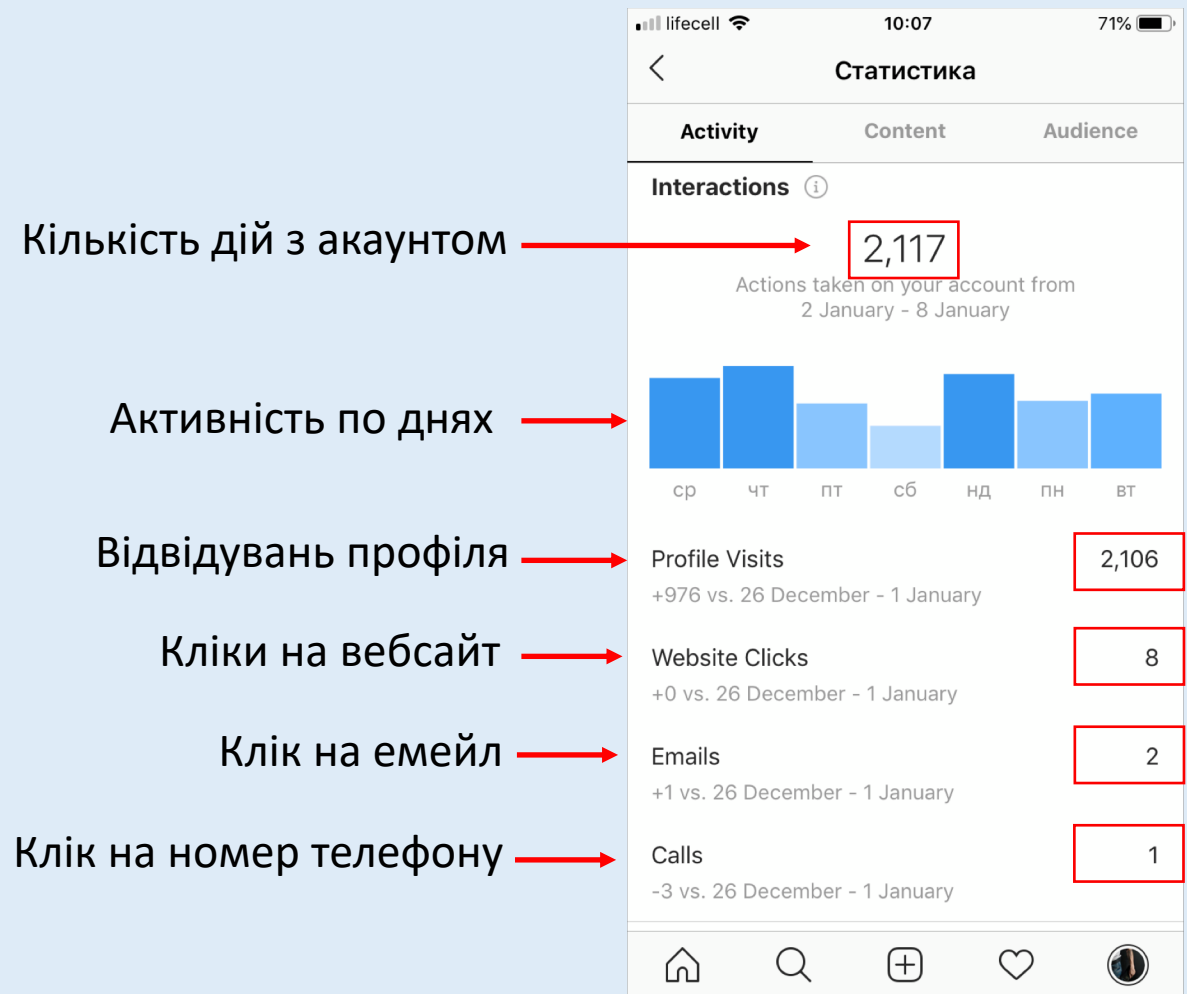 lifecell 10:07 71%
Статистика
Activity Content Audience
Interactions
Кількість дій з акаунтом
2,117
Actions taken on your account from
2 January - 8 January
Активність по днях
ср чт пт сб нд пн вт
Відвідувань профіля
Profile Visits 2,106
+976 vs. 26 December - 1 January
Кліки на вебсайт
Website Clicks 8
+0 vs. 26 December - 1 January
Клік на емейл
Emails 2
+1 vs. 26 December - 1 January
Клік на номер телефону
Calls 1
-3 vs. 26 December - 1 January